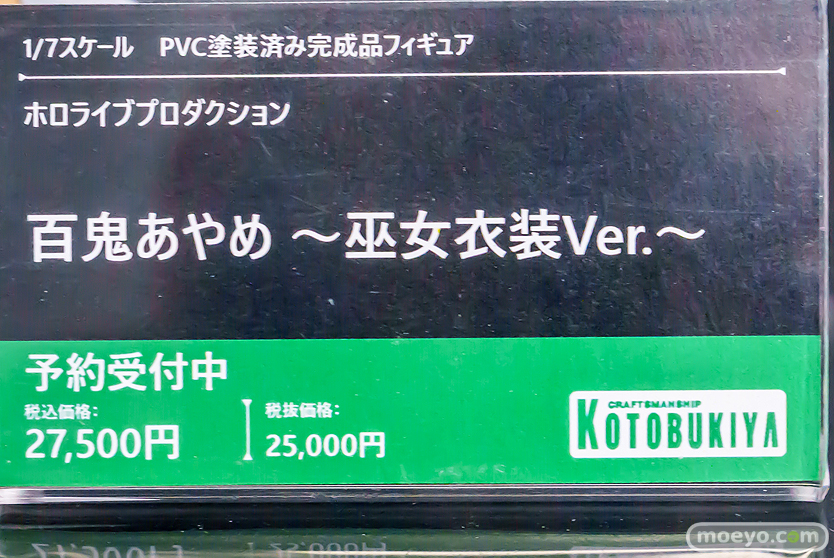 1/7スケール　PVC塗装済み完成品フィギュア
ホロライブプロダクション
百鬼あやめ ～巫女衣装Ver.～
予約受付中
税込価格: 税抜価格:
27,500円 25,000円
CRAFTSMANSHIP
KOTOBUKIYA
moeyo.com